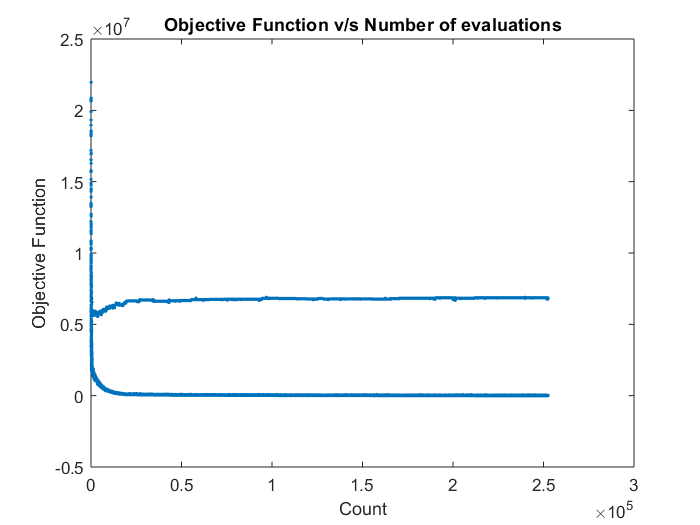 Objective Function v/s Number of evaluations
×10^7
2.5
2
1.5
1
0.5
0
-0.5
Objective Function
0 0.5 1 1.5 2 2.5 3
Count
×10^5